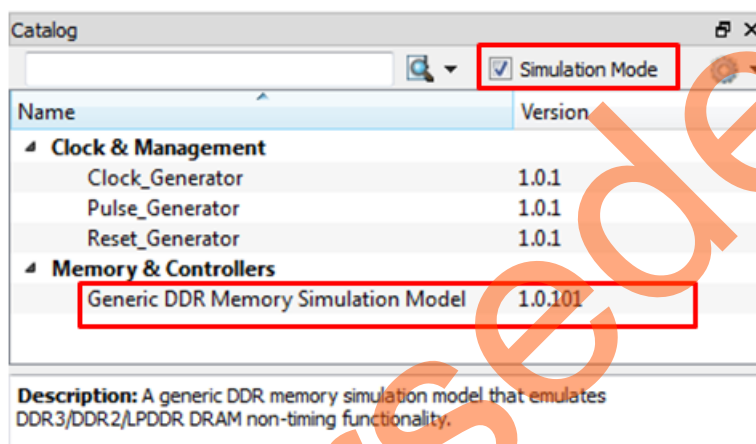 Catalog
Simulation Mode
Name Version
Clock & Management
Clock_Generator 1.0.1
Pulse_Generator 1.0.1
Reset_Generator 1.0.1
Memory & Controllers
Generic DDR Memory Simulation Model 1.0.101
Description: A generic DDR memory simulation model that emulates
DDR3/DDR2/LPDDR DRAM non-timing functionality.